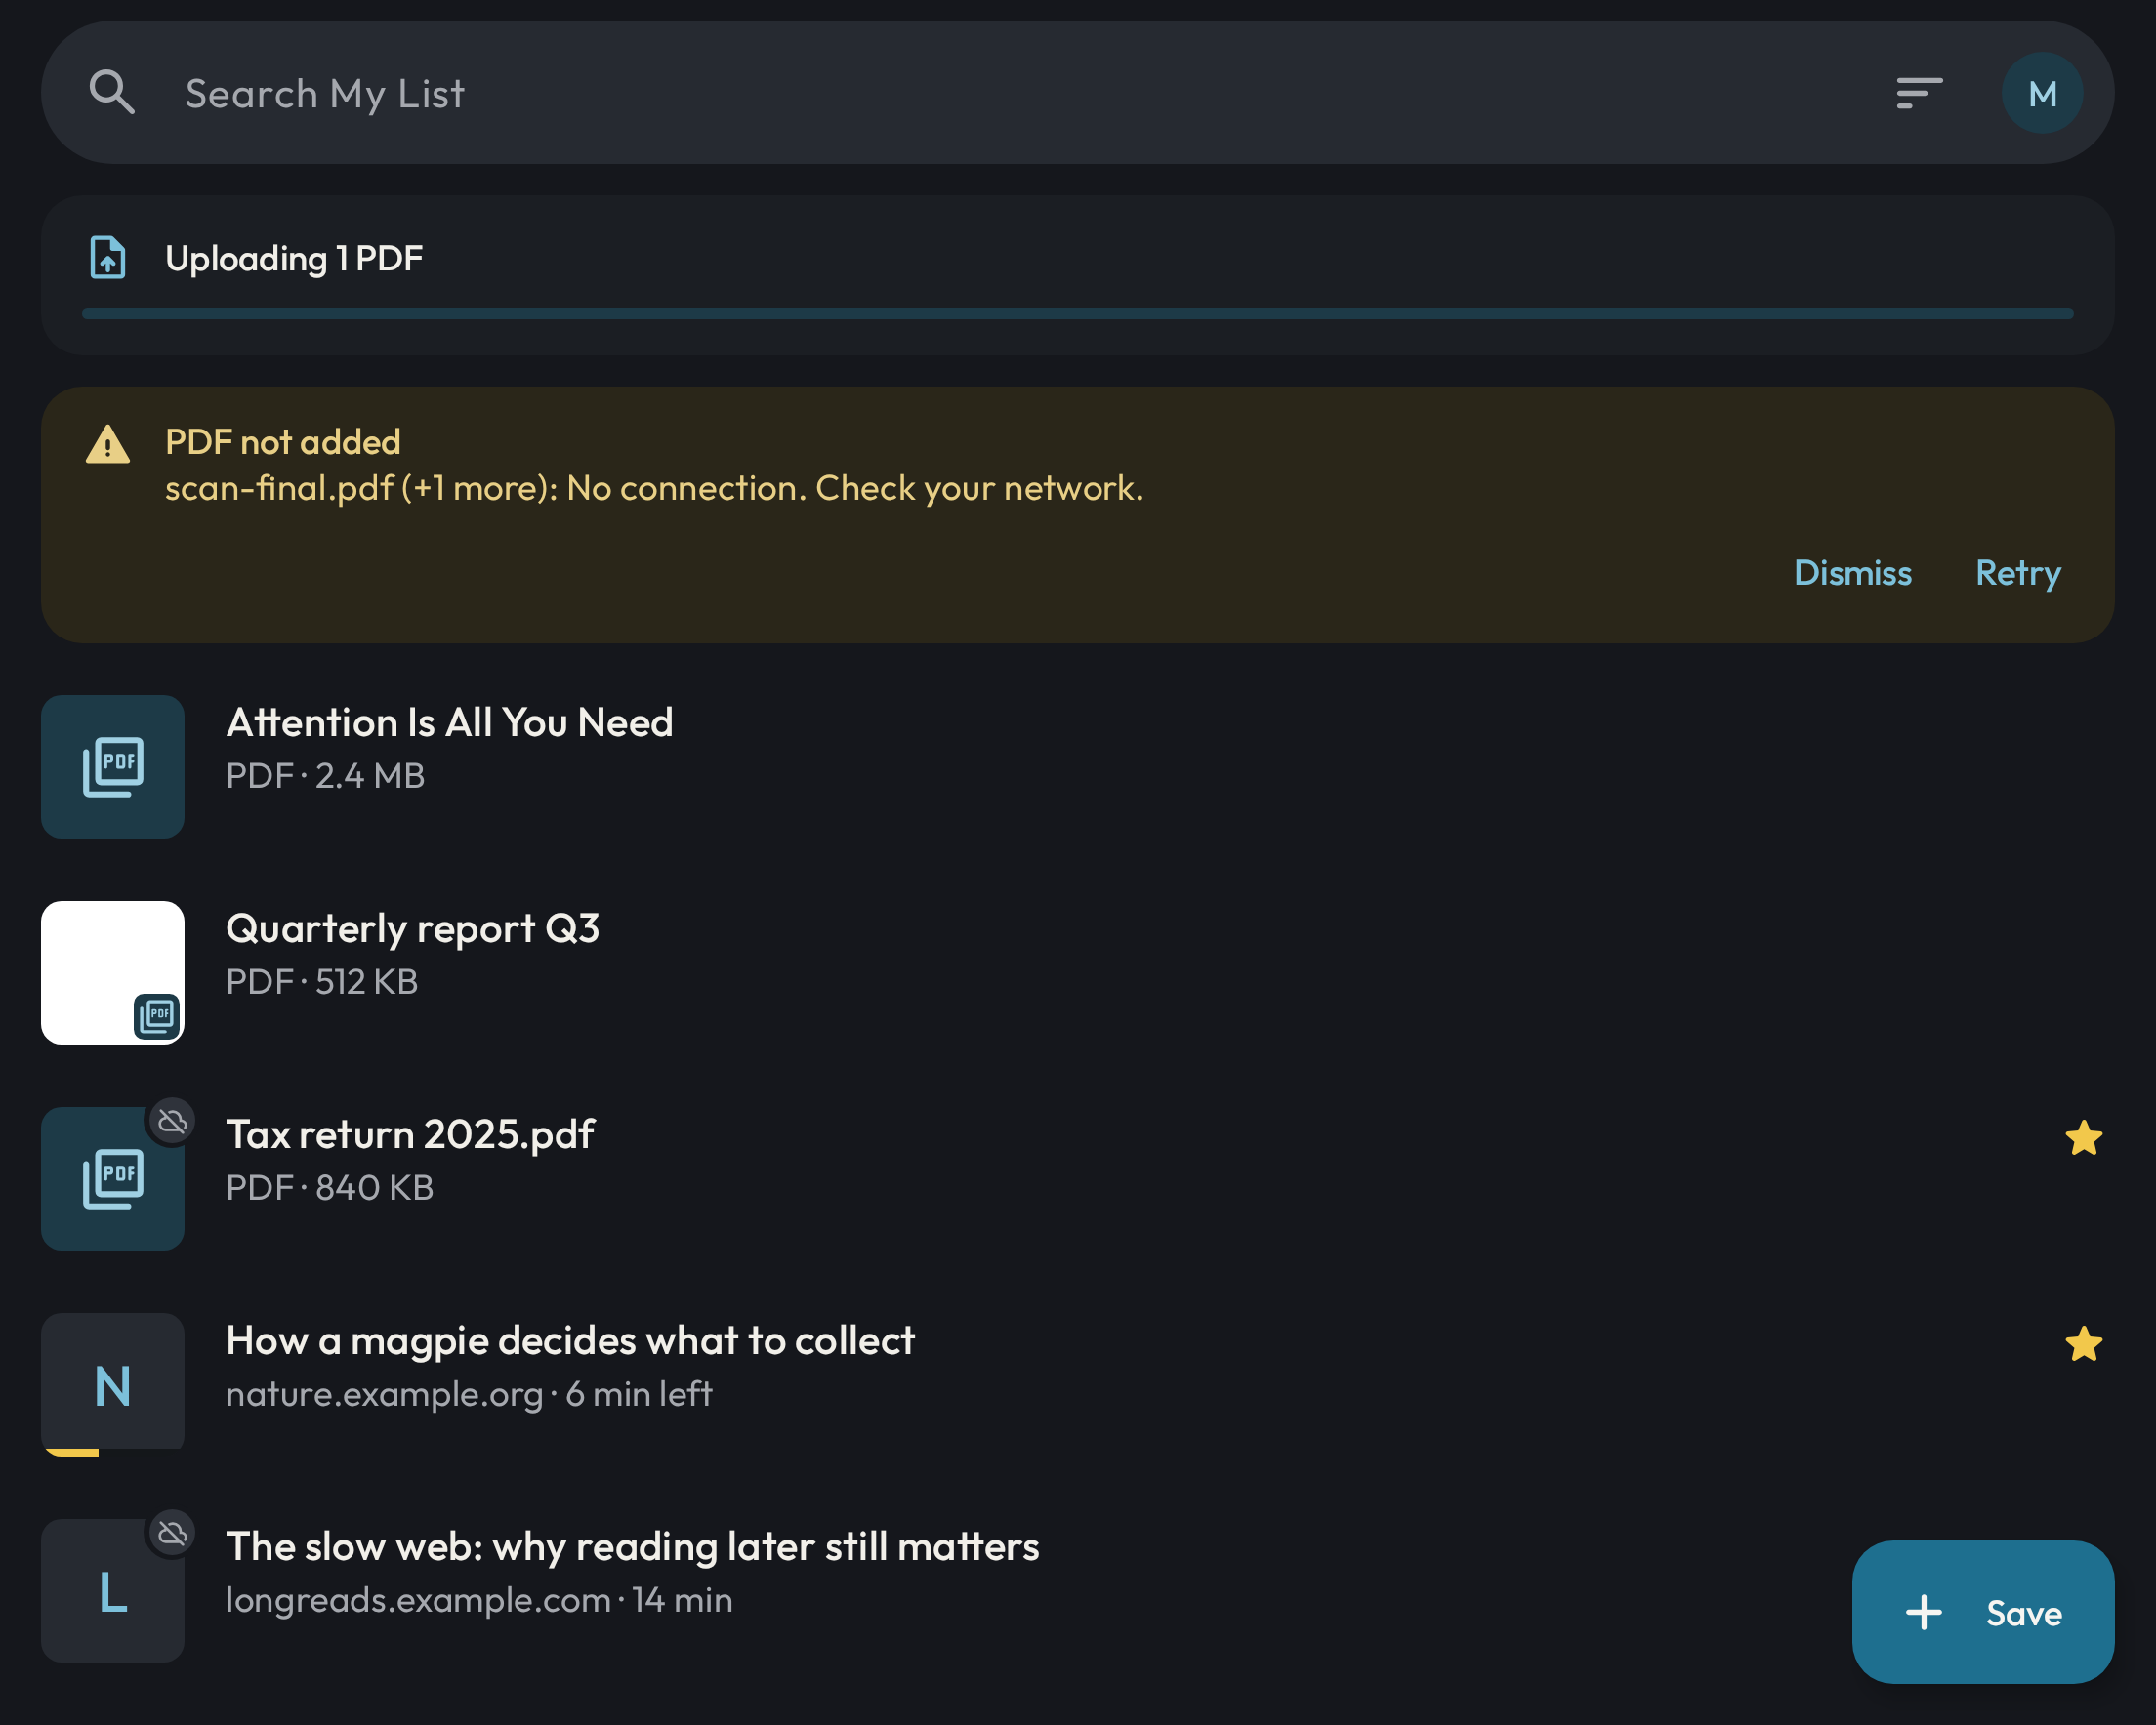 Search My List
M
Uploading 1 PDF
PDF not added
scan-final.pdf (+1 more): No connection. Check your network.
Dismiss Retry
PDF
Attention Is All You Need
PDF · 2.4 MB
PDF
Quarterly report Q3
PDF · 512 KB
PDF
Tax return 2025.pdf
PDF · 840 KB
N
How a magpie decides what to collect
nature.example.org · 6 min left
L
The slow web: why reading later still matters
longreads.example.com · 14 min
Save